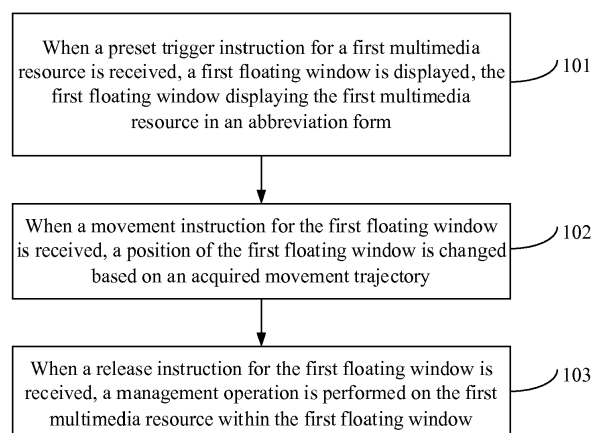 When a preset trigger instruction for a first multimedia
resource is received, a first floating window is displayed, the
first floating window displaying the first multimedia
resource in an abbreviation form
101
When a movement instruction for the first floating window
is received, a position of the first floating window is changed
based on an acquired movement trajectory
102
When a release instruction for the first floating window is
received, a management operation is performed on the first
multimedia resource within the first floating window
103